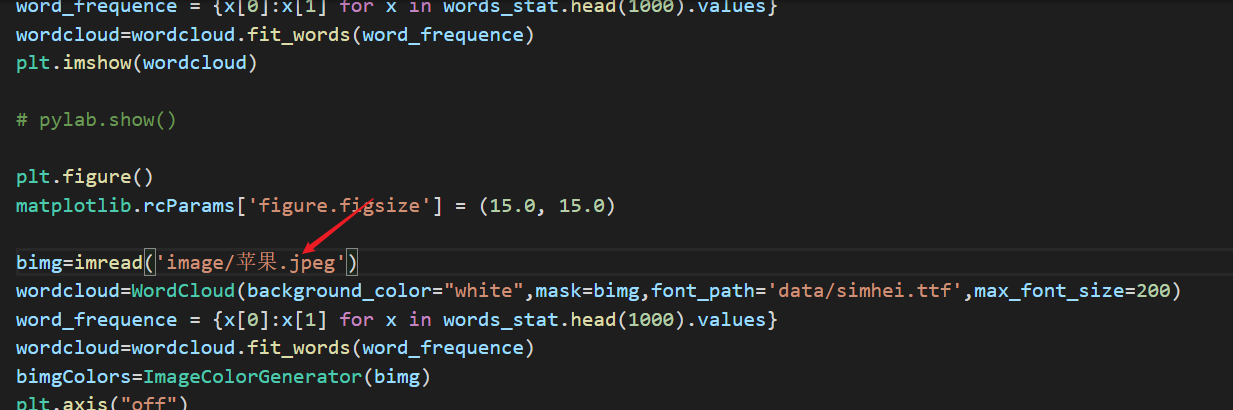 word_frequence = {x[0]:x[1] for x in words_stat.head(1000).values}
wordcloud=wordcloud.fit_words(word_frequence)
plt.imshow(wordcloud)
# pylab.show()
plt.figure()
matplotlib.rcParams['figure.figsize'] = (15.0, 15.0)
bimg=imread('image/苹果.jpeg')
wordcloud=WordCloud(background_color="white",mask=bimg,font_path='data/simhei.ttf',max_font_size=200)
word_frequence = {x[0]:x[1] for x in words_stat.head(1000).values}
wordcloud=wordcloud.fit_words(word_frequence)
bimgColors=ImageColorGenerator(bimg)
plt.axis("off")